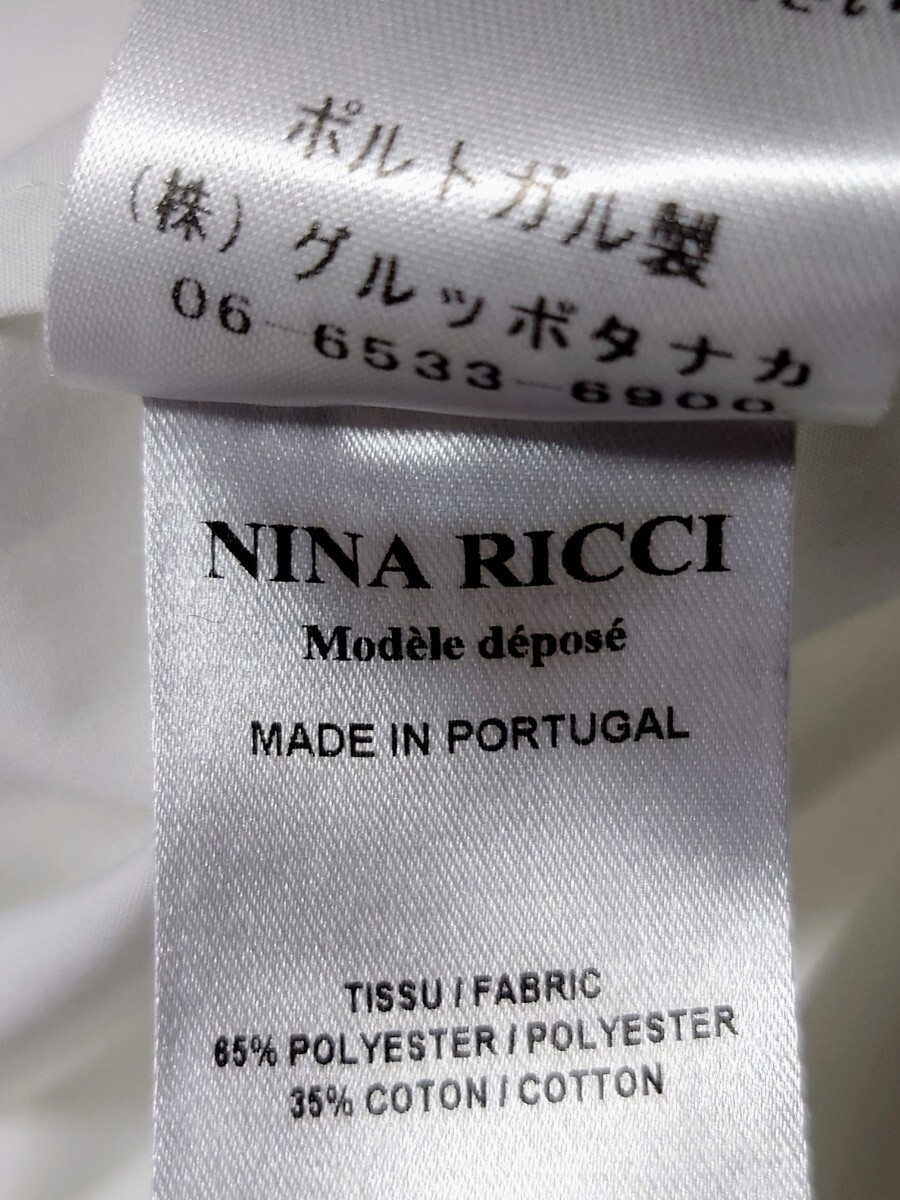 ポルトガル製
(株) ゲルッポタナカ
06-6533-6900
NINA RICCI
Modèle déposé
MADE IN PORTUGAL
TISSU / FABRIC
65% POLYESTER / POLYESTER
35% COTON / COTTON